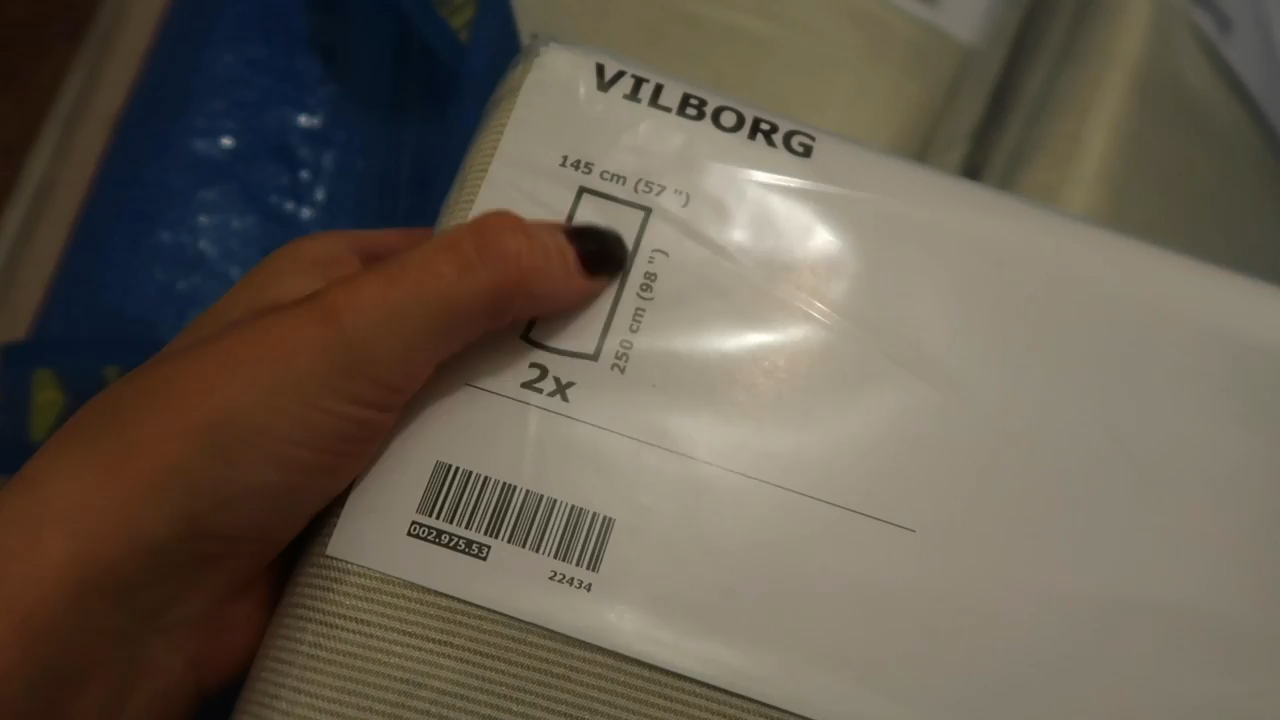 VILBORG
145 cm (57 ")
250 cm (98 ")
2x
002.975.53
22434